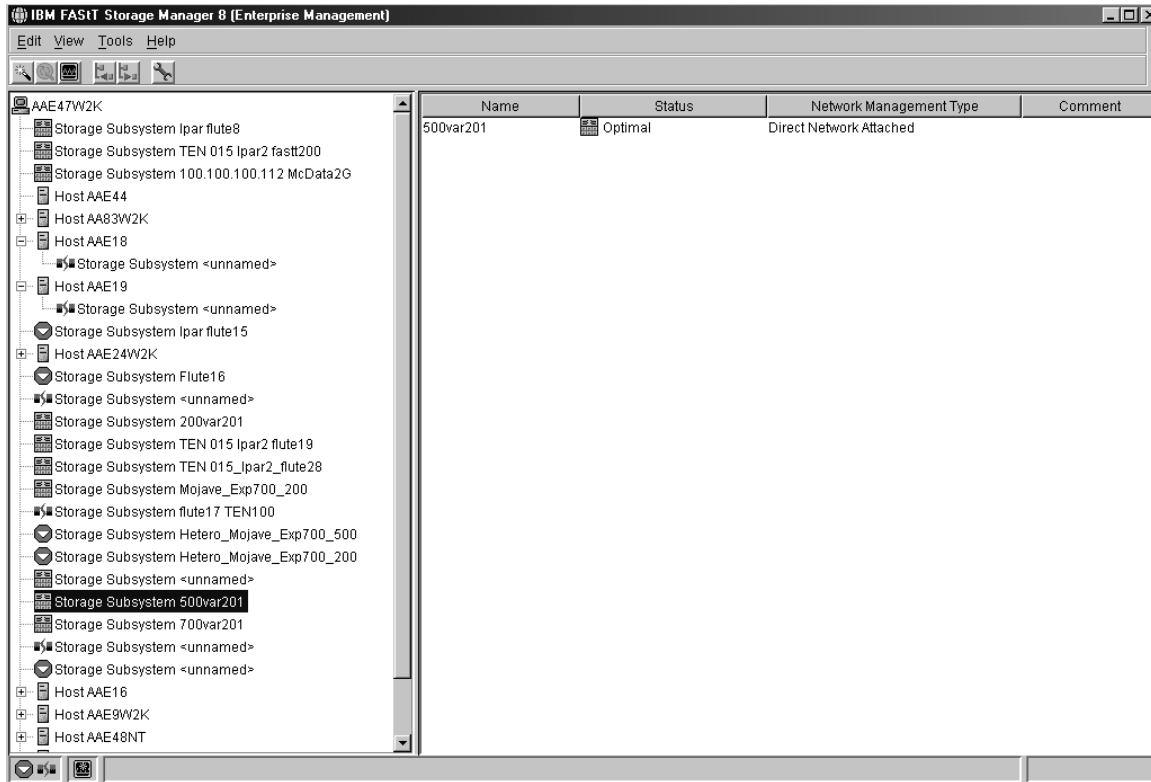 IBM FAStT Storage Manager 8 (Enterprise Management)
Edit View Tools Help
AAE47W2K
Storage Subsystem lpar flute8
Storage Subsystem TEN 015 lpar2 fastt200
Storage Subsystem 100.100.100.112 McData2G
Host AAE44
Host AA83W2K
Host AAE18
Storage Subsystem <unnamed>
Host AAE19
Storage Subsystem <unnamed>
Storage Subsystem lpar flute15
Host AAE24W2K
Storage Subsystem Flute16
Storage Subsystem <unnamed>
Storage Subsystem 200var201
Storage Subsystem TEN 015 lpar2 flute19
Storage Subsystem TEN 015_lpar2_flute28
Storage Subsystem Mojave_Exp700_200
Storage Subsystem flute17 TEN100
Storage Subsystem Hetero_Mojave_Exp700_500
Storage Subsystem Hetero_Mojave_Exp700_200
Storage Subsystem <unnamed>
Storage Subsystem 500var201
Storage Subsystem 700var201
Storage Subsystem <unnamed>
Storage Subsystem <unnamed>
Host AAE16
Host AAE9W2K
Host AAE48NT
Name Status Network Management Type Comment
500var201 Optimal Direct Network Attached